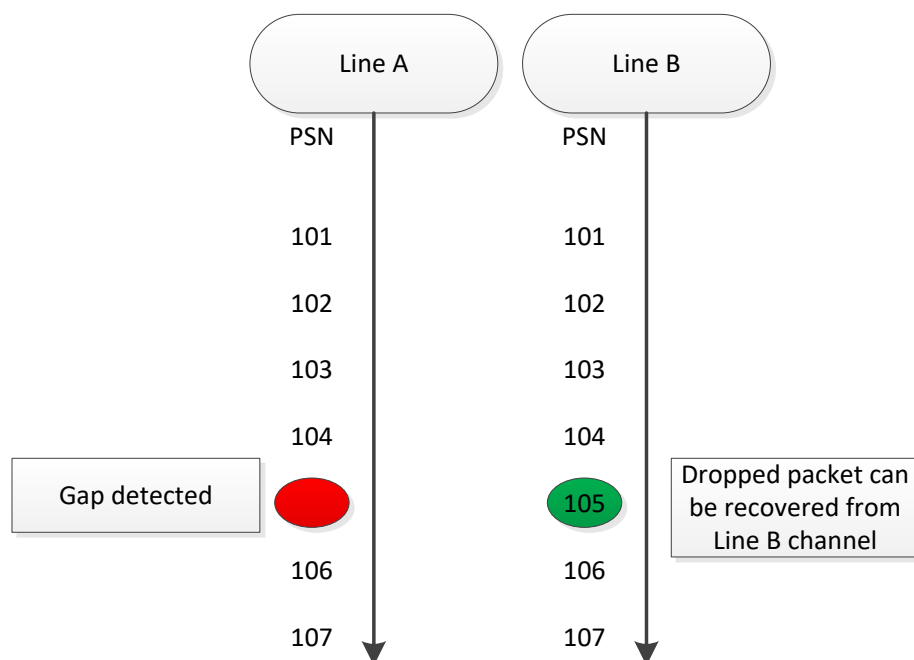 Line A
Line B
PSN
PSN
101
101
102
102
103
103
104
104
Gap detected
105
Dropped packet can
be recovered from
Line B channel
106
106
107
107